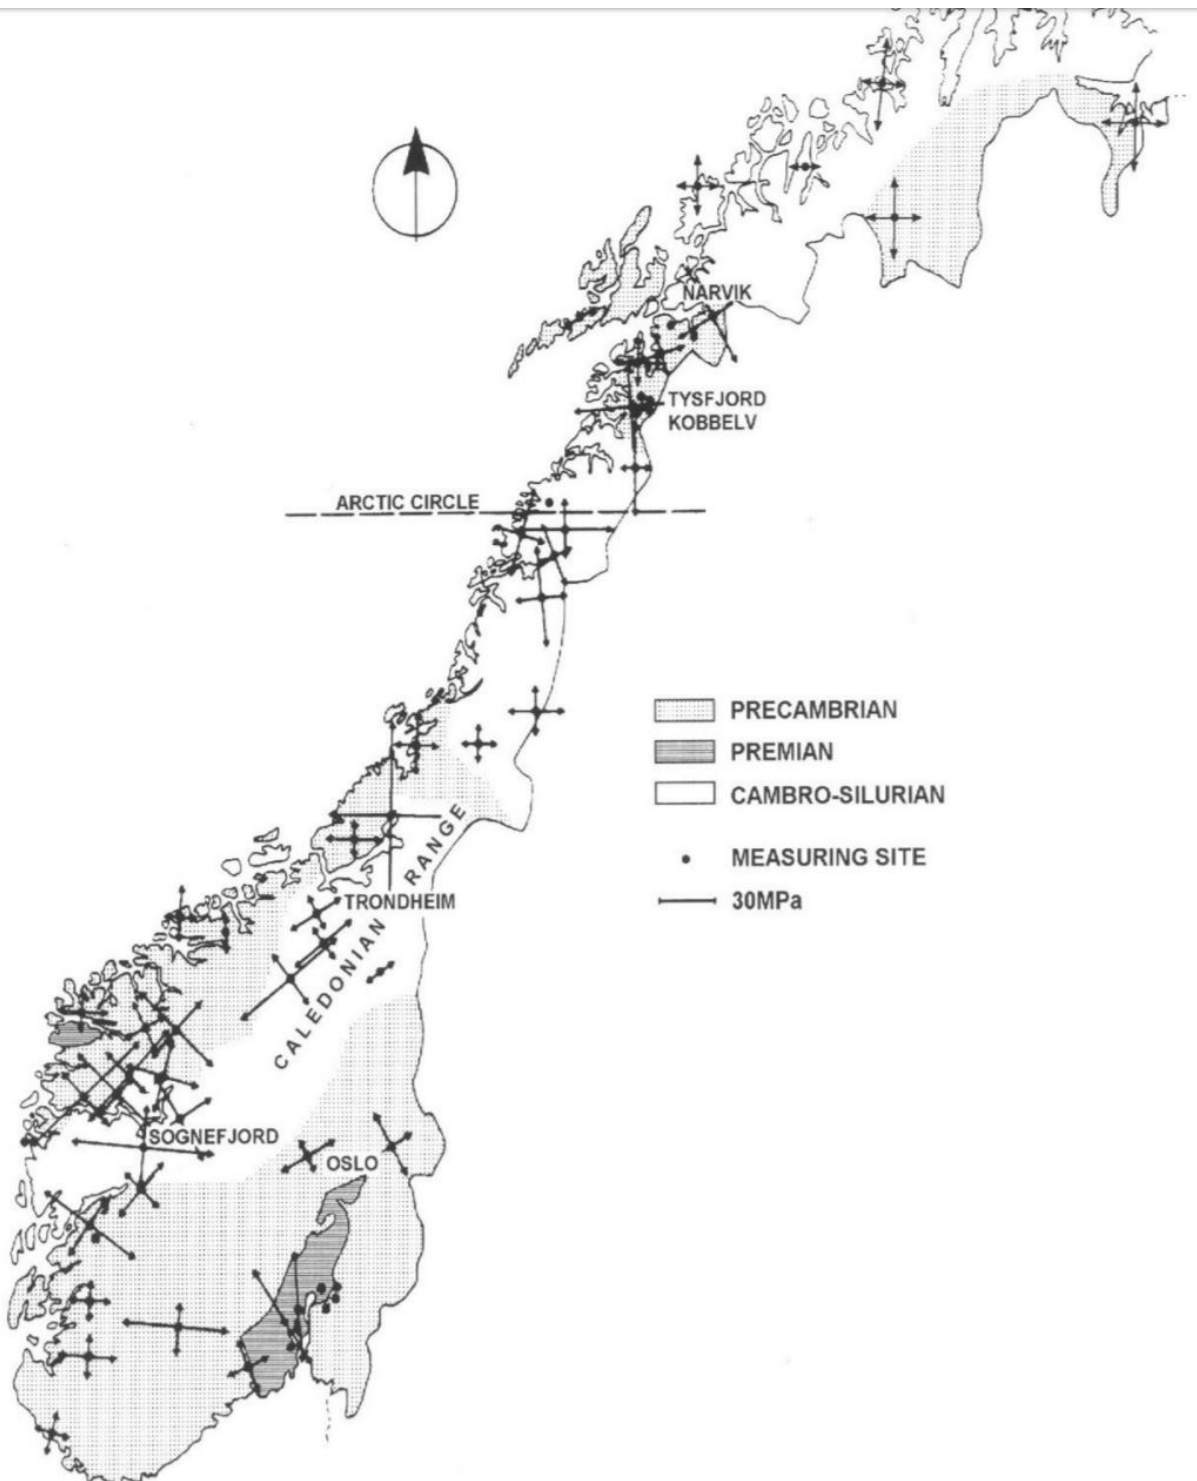 NARVIK
TYSFJORD
KOBBELV
ARCTIC CIRCLE
PRECAMBRIAN
PREMIAN
CAMBRO-SILURIAN
MEASURING SITE
30MPa
CALEDONIAN RANGE
TRONDHEIM
SOGNEFJORD
OSLO